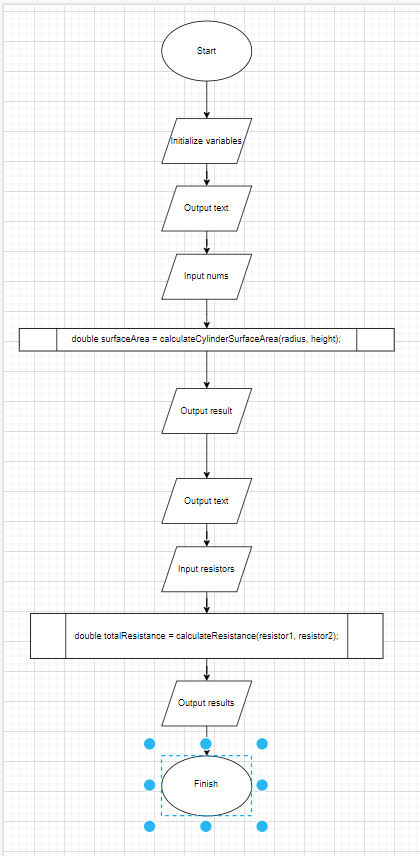 Start
Initialize variables
Output text
Input nums
double surfaceArea = calculateCylinderSurfaceArea(radius, height);
Output result
Output text
Input resistors
double totalResistance = calculateResistance(resistor1, resistor2);
Output results
Finish